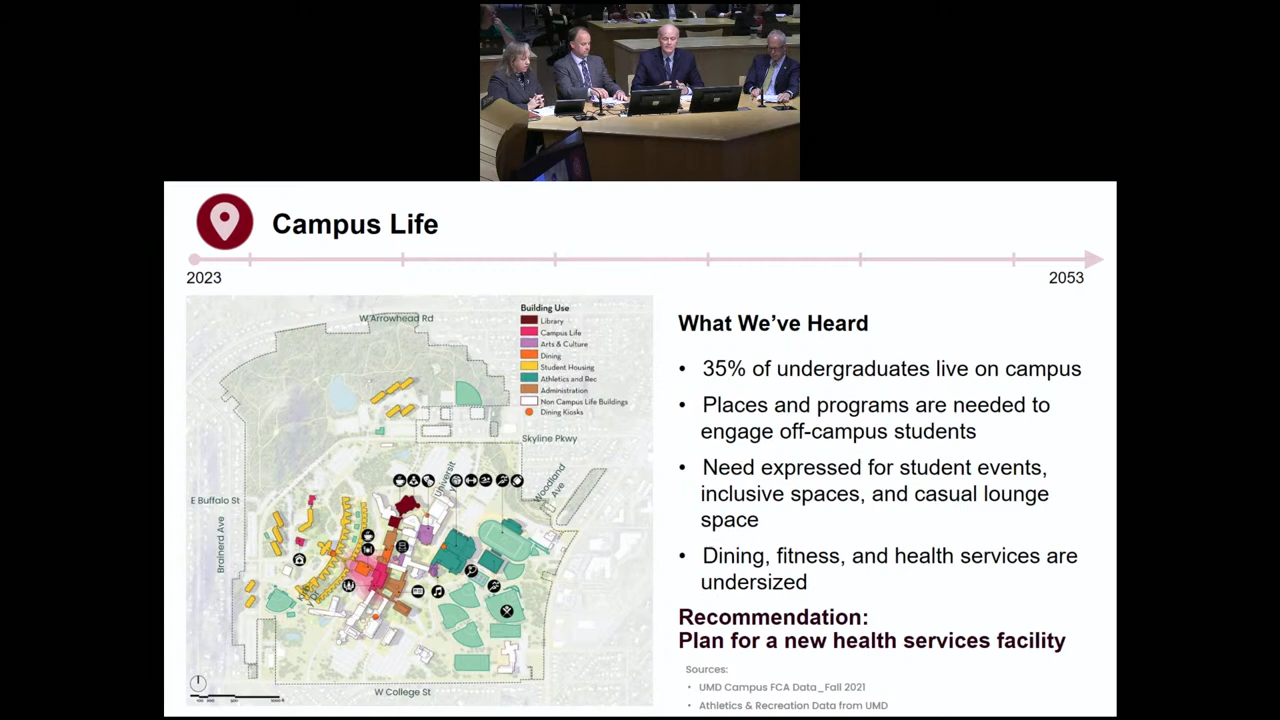 Campus Life
2023
2053
W Arrowhead Rd
Building Use
Library
Campus Life
Arts & Culture
Dining
Student Housing
Athletics and Rec
Administration
Non Campus Life Buildings
Dining Kiosks
Skyline Pkwy
Woodland
Ave
E Buffalo St
Brainerd Ave
W College St
What We've Heard
• 35% of undergraduates live on campus
• Places and programs are needed to
engage off-campus students
• Need expressed for student events,
inclusive spaces, and casual lounge
space
• Dining, fitness, and health services are
undersized
Recommendation:
Plan for a new health services facility
Sources:
• UMD Campus FCA Data_Fall 2021
• Athletics & Recreation Data from UMD